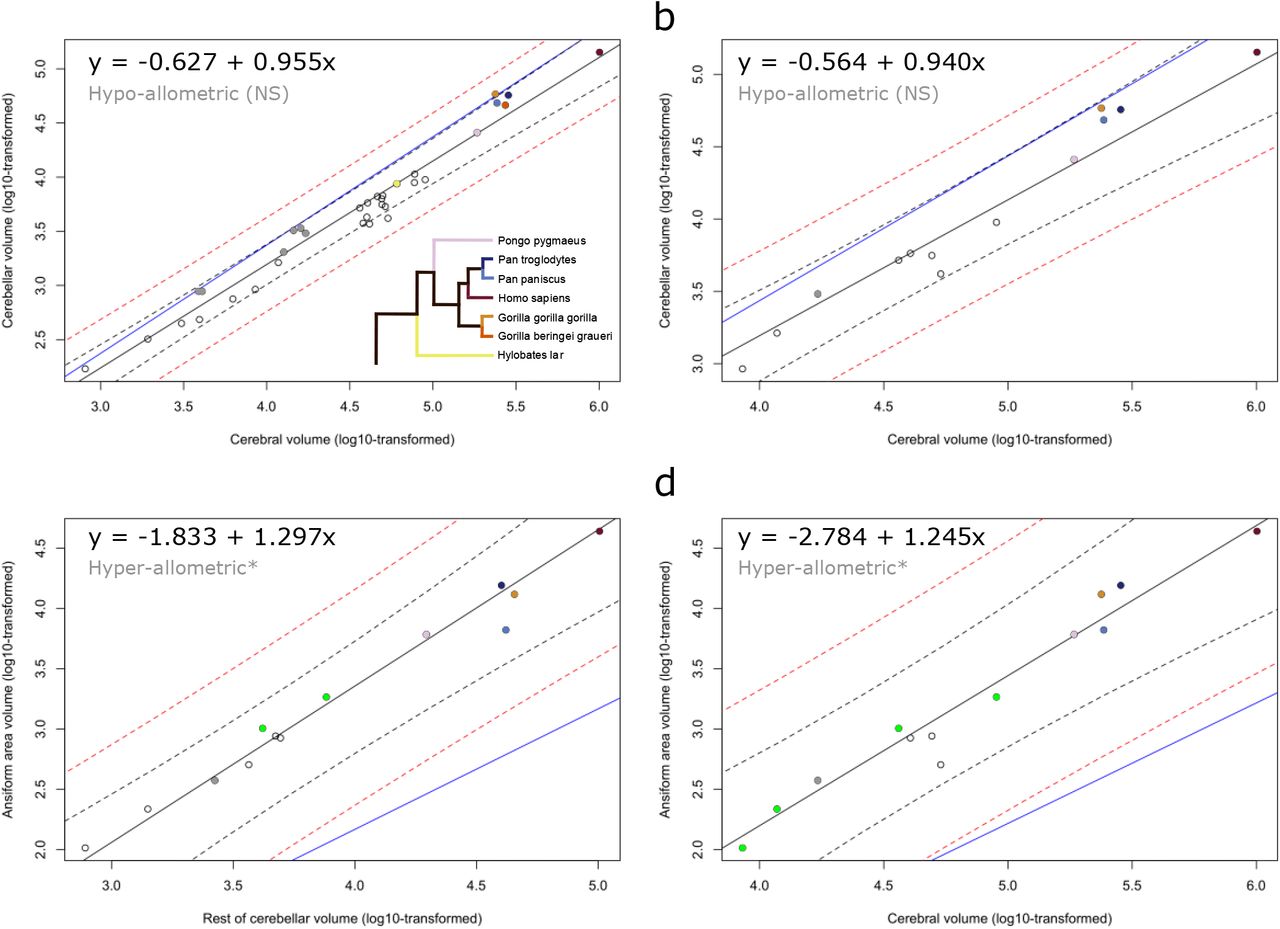 b
y = -0.627 + 0.955x
Hypo-allometric (NS)
Cerebellar volume (log10-transformed)
5.0
4.5
4.0
3.5
3.0
2.5
Pongo pygmaeus
Pan troglodytes
Pan paniscus
Homo sapiens
Gorilla gorilla gorilla
Gorilla beringei graueri
Hylobates lar
3.0 3.5 4.0 4.5 5.0 5.5 6.0
Cerebral volume (log10-transformed)
y = -0.564 + 0.940x
Hypo-allometric (NS)
Cerebellar volume (log10-transformed)
5.0
4.5
4.0
3.5
3.0
4.0 4.5 5.0 5.5 6.0
Cerebral volume (log10-transformed)
d
y = -1.833 + 1.297x
Hyper-allometric*
Ansiform area volume (log10-transformed)
4.5
4.0
3.5
3.0
2.5
2.0
3.0 3.5 4.0 4.5 5.0
Rest of cerebellar volume (log10-transformed)
y = -2.784 + 1.245x
Hyper-allometric*
Ansiform area volume (log10-transformed)
4.5
4.0
3.5
3.0
2.5
2.0
4.0 4.5 5.0 5.5 6.0
Cerebral volume (log10-transformed)